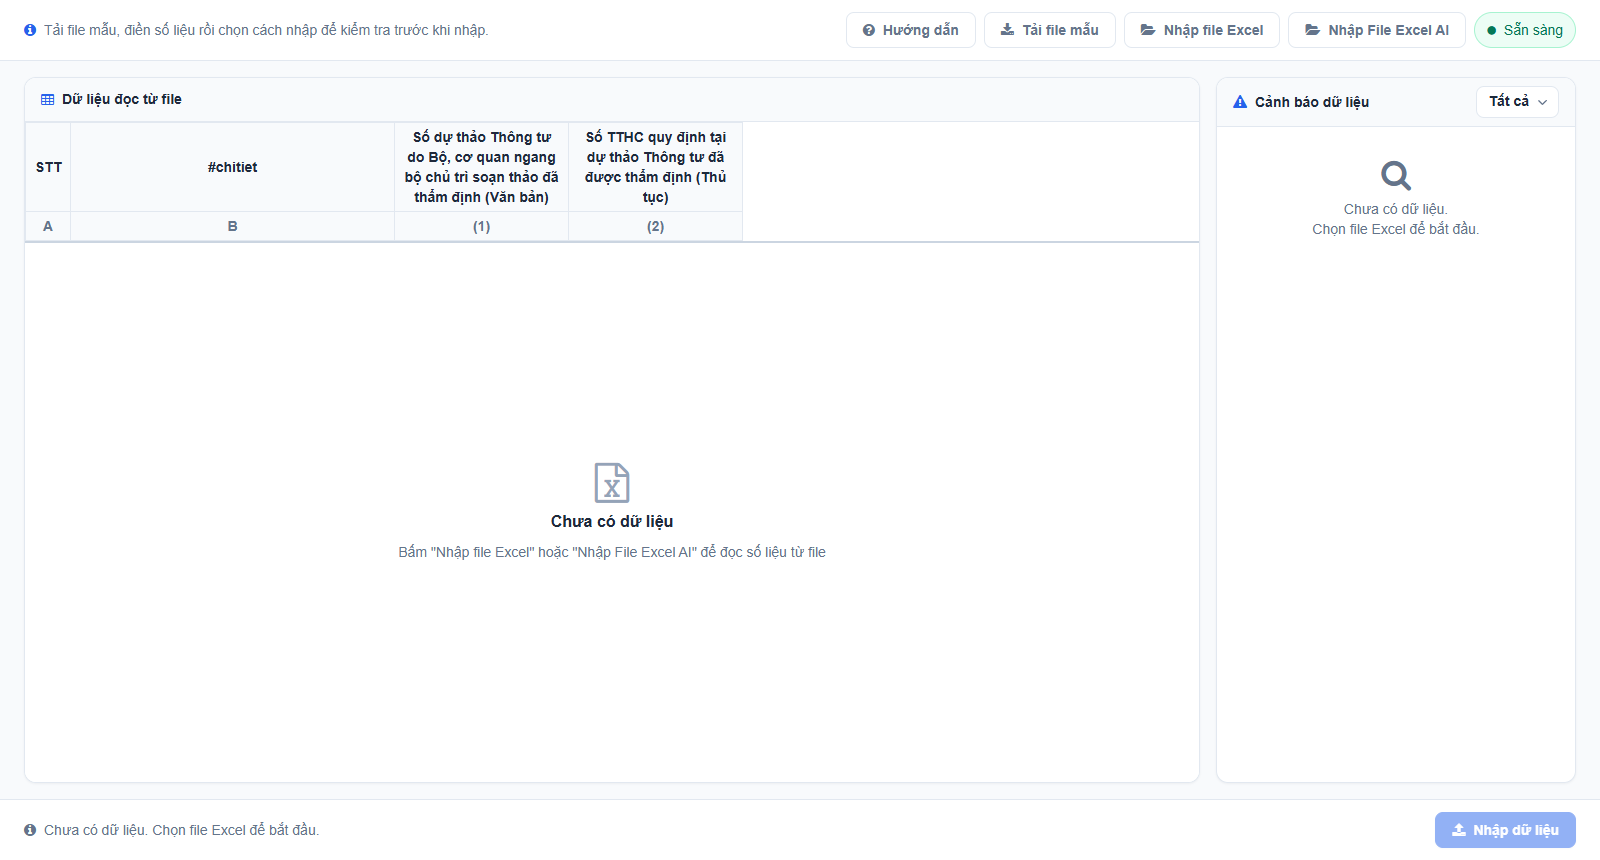 Tải file mẫu, điền số liệu rồi chọn cách nhập để kiểm tra trước khi nhập.
Hướng dẫn
Tải file mẫu
Nhập file Excel
Nhập File Excel AI
Sẵn sàng
Dữ liệu đọc từ file
STT
#chitiet
Số dự thảo Thông tư
do Bộ, cơ quan ngang
bộ chủ trì soạn thảo đã
thẩm định (Văn bản)
Số TTHC quy định tại
dự thảo Thông tư đã
được thẩm định (Thủ
tục)
A
B
(1)
(2)
Chưa có dữ liệu
Bấm "Nhập file Excel" hoặc "Nhập File Excel AI" để đọc số liệu từ file
Cảnh báo dữ liệu
Tất cả
Chưa có dữ liệu.
Chọn file Excel để bắt đầu.
Chưa có dữ liệu. Chọn file Excel để bắt đầu.
Nhập dữ liệu